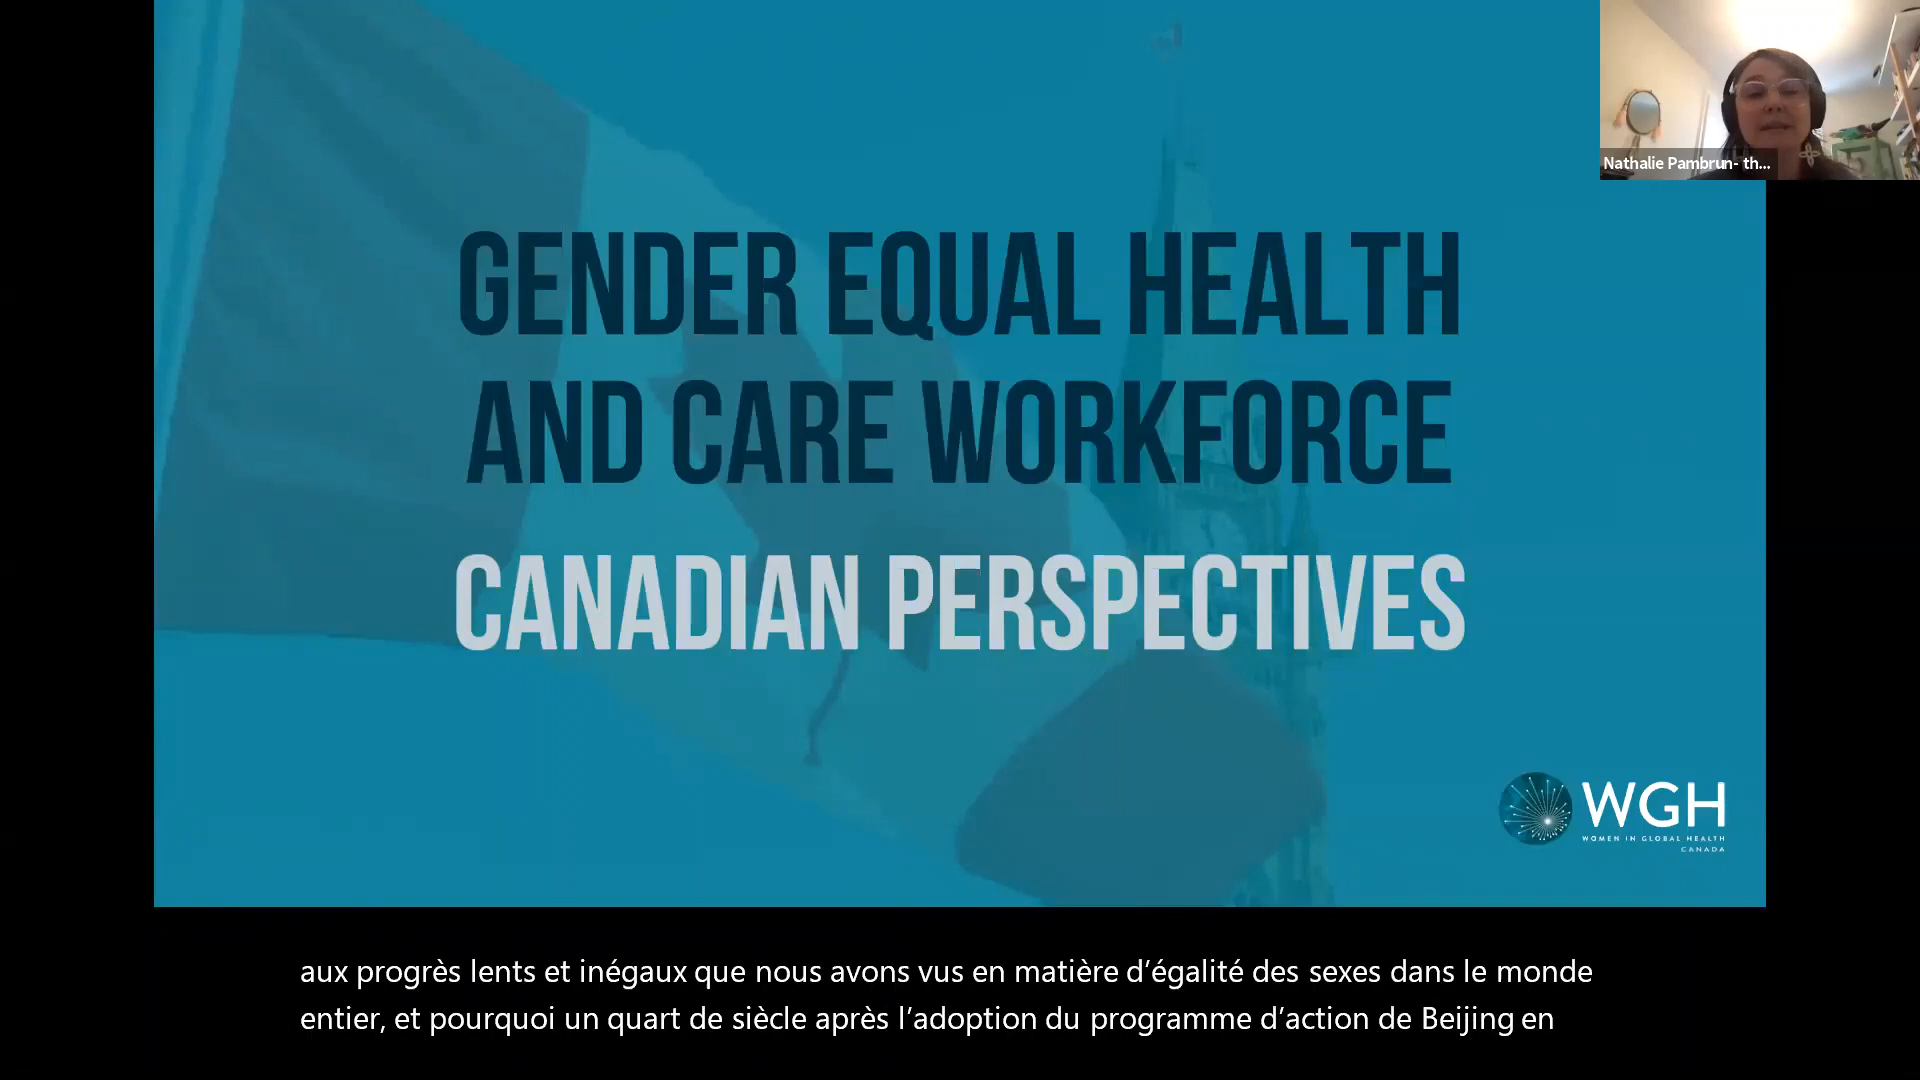 Nathalie Pambrun- th...
GENDER EQUAL HEALTH
AND CARE WORKFORCE
CANADIAN PERSPECTIVES
WGH
WOMEN IN GLOBAL HEALTH
CANADA
aux progrès lents et inégaux que nous avons vus en matière d’égalité des sexes dans le monde
entier, et pourquoi un quart de siècle après l’adoption du programme d’action de Beijing en